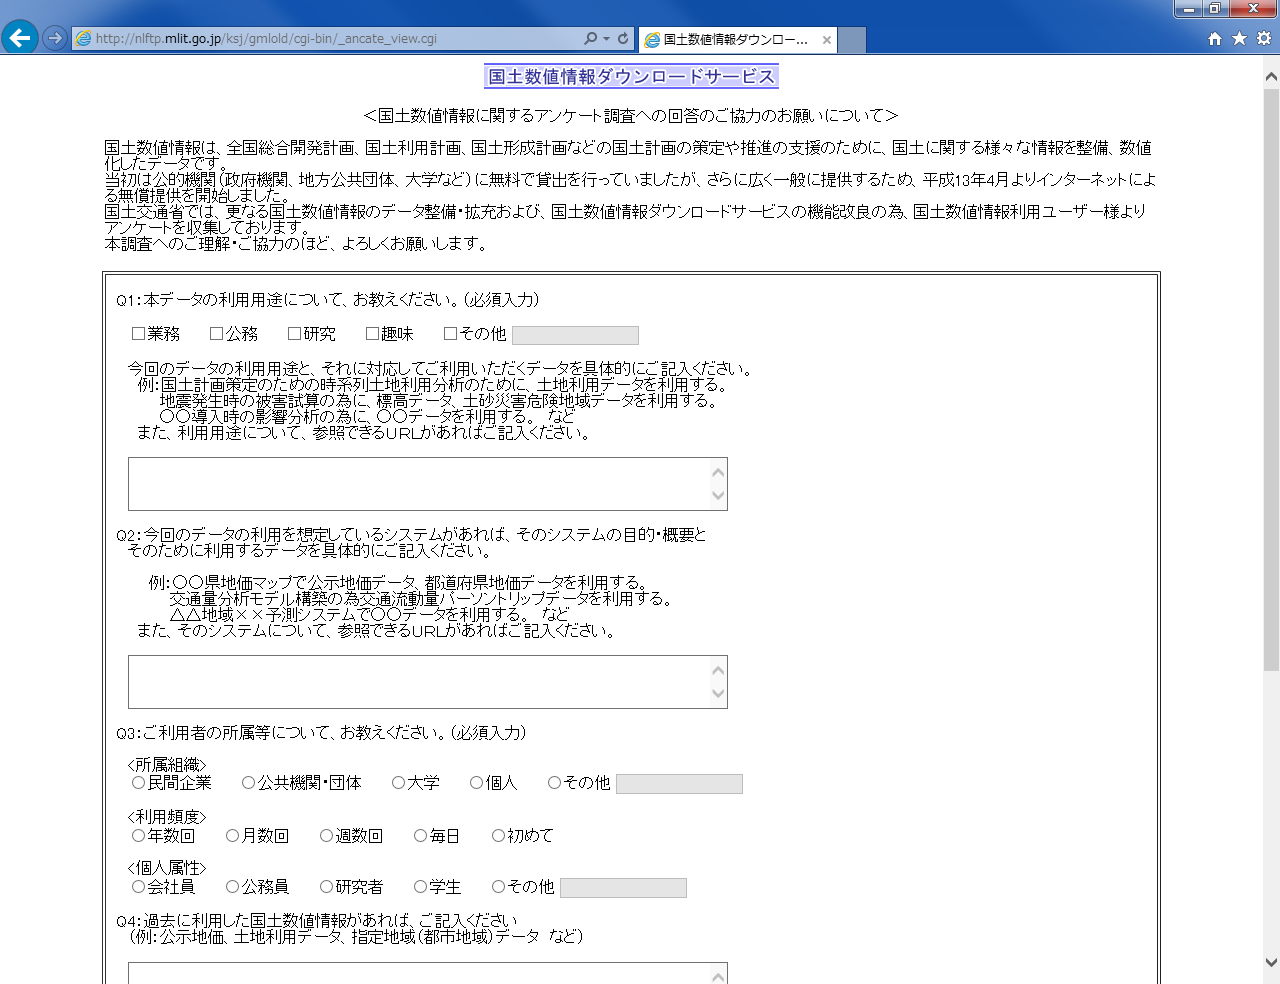 http://nlftp.mlit.go.jp/ksj/gmlold/cgi-bin/_ancate_view.cgi
国土数値情報ダウンロー...
国土数値情報ダウンロードサービス
＜国土数値情報に関するアンケート調査への回答のご協力のお願いについて＞
国土数値情報は、全国総合開発計画、国土利用計画、国土形成計画などの国土計画の策定や推進の支援のために、国土に関する様々な情報を整備、数値
化したデータです。
当初は公的機関（政府機関、地方公共団体、大学など）に無料で貸出を行っていましたが、さらに広く一般に提供するため、平成13年4月よりインターネットによ
る無償提供を開始しました。
国土交通省では、更なる国土数値情報のデータ整備・拡充および、国土数値情報ダウンロードサービスの機能改良の為、国土数値情報利用ユーザー様より
アンケートを収集しております。
本調査へのご理解・ご協力のほど、よろしくお願いします。
Q1：本データの利用用途について、お教えください。（必須入力）
業務 公務 研究 趣味 その他
今回のデータの利用用途と、それに対応してご利用いただくデータを具体的にご記入ください。
例：国土計画策定のための時系列土地利用分析のために、土地利用データを利用する。
地震発生時の被害試算の為に、標高データ、土砂災害危険地域データを利用する。
〇〇導入時の影響分析の為に、〇〇データを利用する。 など
また、利用用途について、参照できるURLがあればご記入ください。
Q2：今回のデータの利用を想定しているシステムがあれば、そのシステムの目的・概要と
そのために利用するデータを具体的にご記入ください。
例：〇〇県地価マップで公示地価データ、都道府県地価データを利用する。
交通量分析モデル構築の為交通流動量パーソントリップデータを利用する。
△△地域××予測システムで〇〇データを利用する。 など
また、そのシステムについて、参照できるURLがあればご記入ください。
Q3：ご利用者の所属等について、お教えください。（必須入力）
<所属組織>
民間企業 公共機関・団体 大学 個人 その他
<利用頻度>
年数回 月数回 週数回 毎日 初めて
<個人属性>
会社員 公務員 研究者 学生 その他
Q4：過去に利用した国土数値情報があれば、ご記入ください
（例：公示地価、土地利用データ、指定地域（都市地域）データ など）